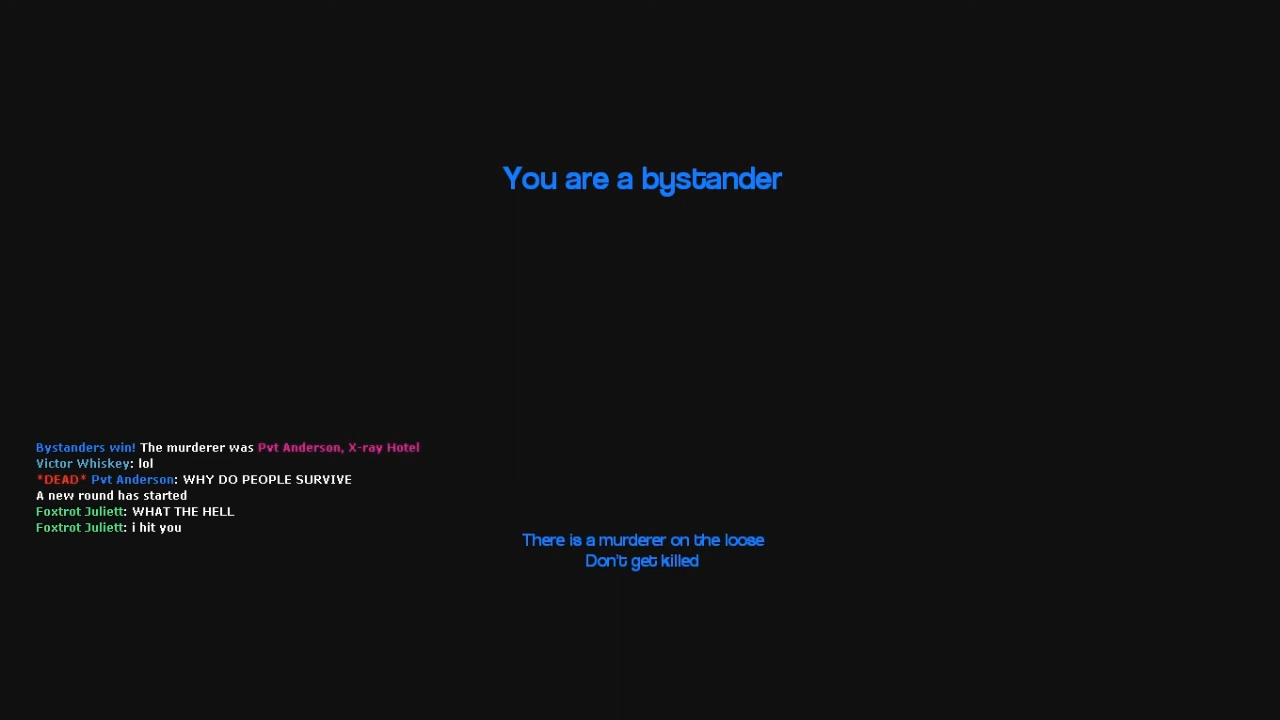 You are a bystander
Bystanders win! The murderer was Pvt Anderson, X-ray Hotel
Victor Whiskey: lol
*DEAD* Pvt Anderson: WHY DO PEOPLE SURVIVE
A new round has started
Foxtrot Juliett: WHAT THE HELL
Foxtrot Juliett: i hit you
There is a murderer on the loose
Don't get killed